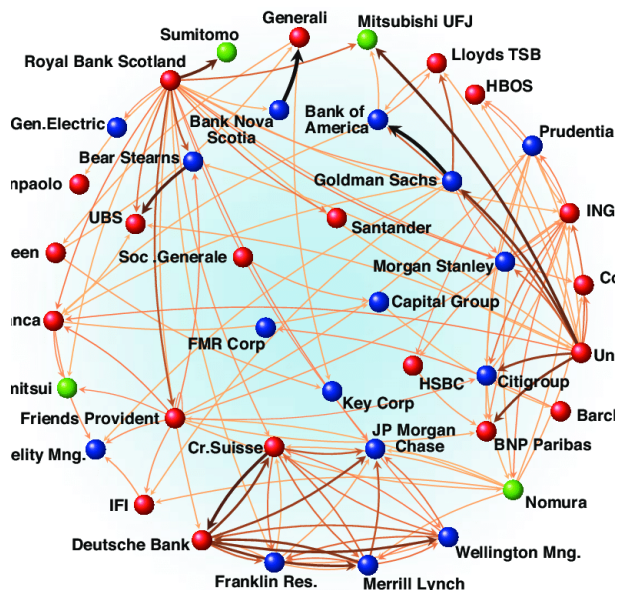 Generali
Mitsubishi UFJ
Sumitomo
Royal Bank Scotland
Lloyds TSB
HBOS
Gen.Electric
Bank Nova
Scotia
Bank of
America
Prudentia
Bear Stearns
Goldman Sachs
npaolo
ING
UBS
Santander
een
Soc .Generale
Morgan Stanley
Co
Capital Group
nca
FMR Corp
Un
HSBC
Citigroup
nitsui
Key Corp
Barcl
Friends Provident
JP Morgan
Chase
BNP Paribas
elity Mng.
Cr.Suisse
Nomura
IFI
Deutsche Bank
Wellington Mng.
Franklin Res.
Merrill Lynch